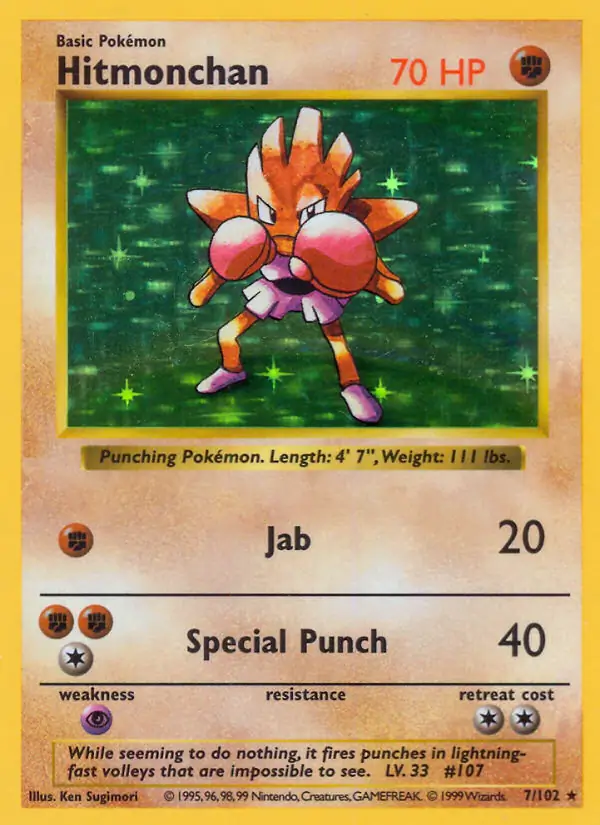 Basic Pokémon
Hitmonchan 70 HP
Punching Pokémon. Length: 4' 7", Weight: 111 lbs.
Jab 20
Special Punch 40
weakness resistance retreat cost
While seeming to do nothing, it fires punches in lightning-
fast volleys that are impossible to see. LV. 33 #107
Illus. Ken Sugimori © 1995, 96, 98, 99 Nintendo, Creatures, GAMEFREAK. © 1999 Wizards. 7/102 ★